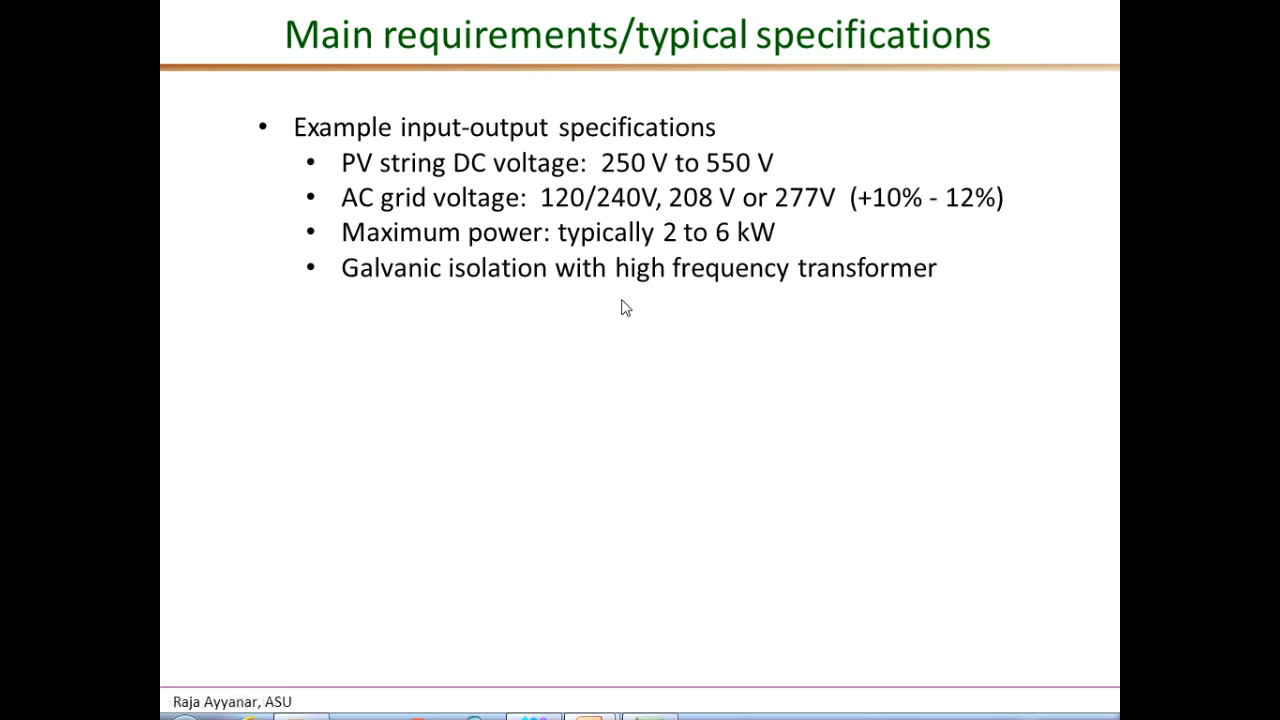 Main requirements/typical specifications
• Example input-output specifications
• PV string DC voltage: 250 V to 550 V
• AC grid voltage: 120/240V, 208 V or 277V (+10% - 12%)
• Maximum power: typically 2 to 6 kW
• Galvanic isolation with high frequency transformer
Raja Ayyanar, ASU